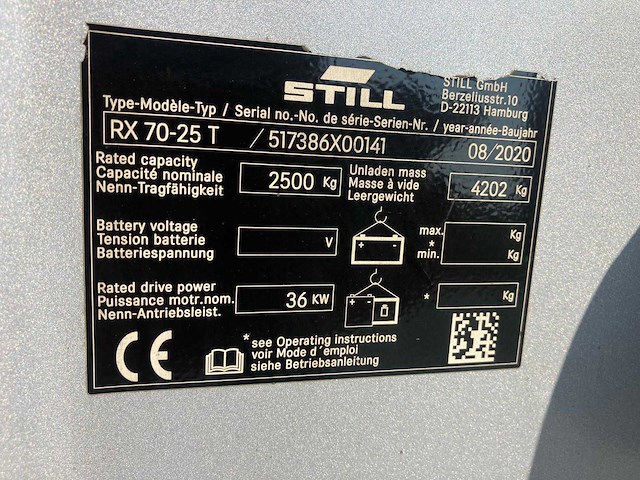 STILL
STILL GmbH
Berzeliusstr.10
D-22113 Hamburg
Type-Modèle-Typ / Serial no.-No. de série-Serien-Nr. / year-année-Baujahr
RX 70-25 T / 517386X00141 08/2020
Rated capacity
Capacité nominale
Nenn-Tragfähigkeit
2500 Kg
Unladen mass
Masse à vide
Leergewicht
4202 Kg
Battery voltage
Tension batterie
Batteriespannung
V
max.
*
min.
Kg
Kg
Rated drive power
Puissance motr.nom.
Nenn-Antriebsleist.
36 KW
* Kg
CE
*see Operating instructions
voir Mode d´emploi
siehe Betriebsanleitung